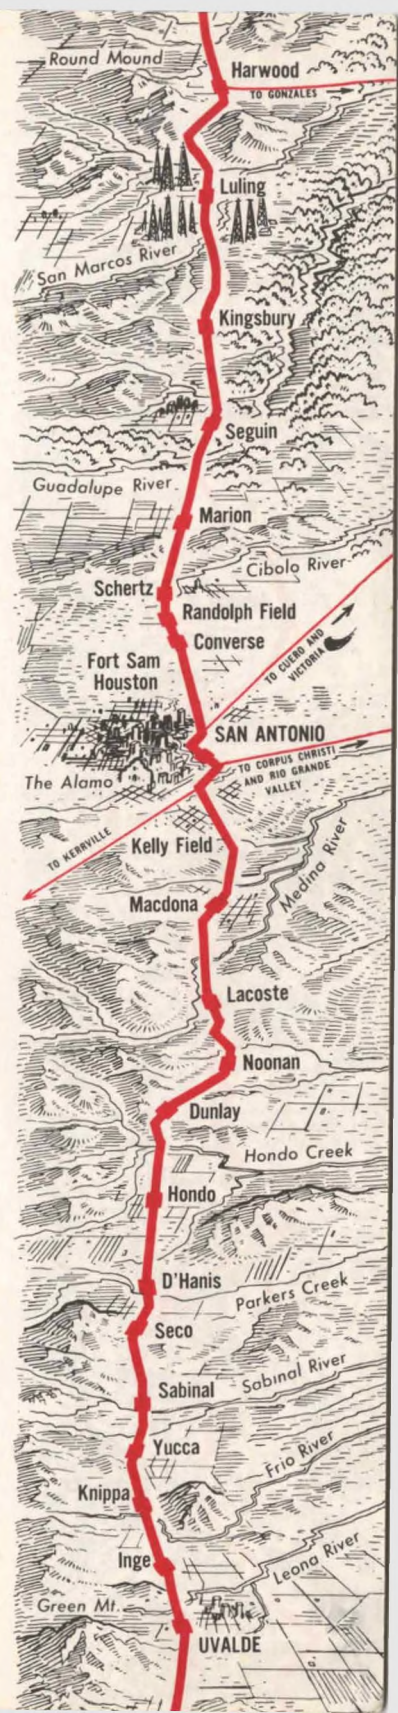 Round Mound
Harwood
TO GONZALES
Luling
San Marcos River
Kingsbury
Seguin
Guadalupe River
Marion
Cibolo River
Schertz
Randolph Field
Converse
Fort Sam
Houston
TO CUERO AND
VICTORIA
SAN ANTONIO
TO CORPUS CHRISTI
AND RIO GRANDE
VALLEY
The Alamo
TO KERRVILLE
Kelly Field
Medina River
Macdona
Lacoste
Noonan
Dunlay
Hondo Creek
Hondo
D'Hanis
Parkers Creek
Seco
Sabinal River
Sabinal
Yucca
Frio River
Knippa
Inge
Leona River
Green Mt.
UVALDE